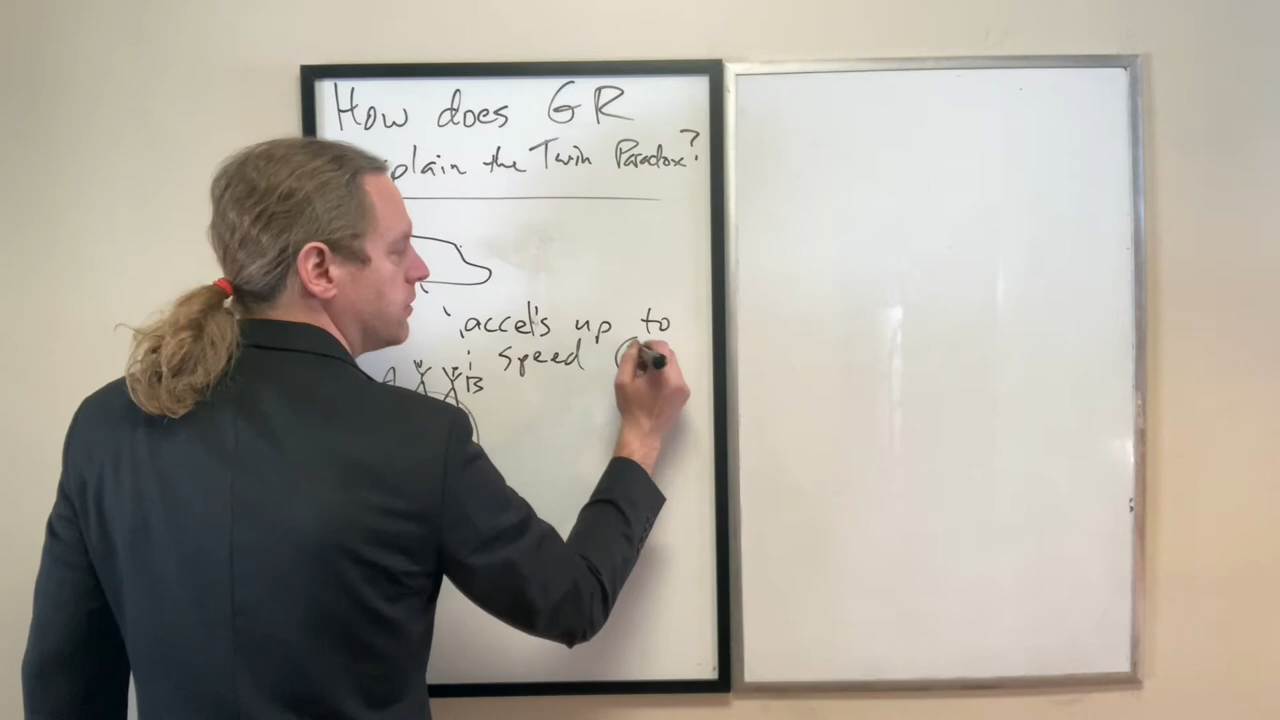 How does GR
plain the Twin Paradox?
accel's up to
speed
A B